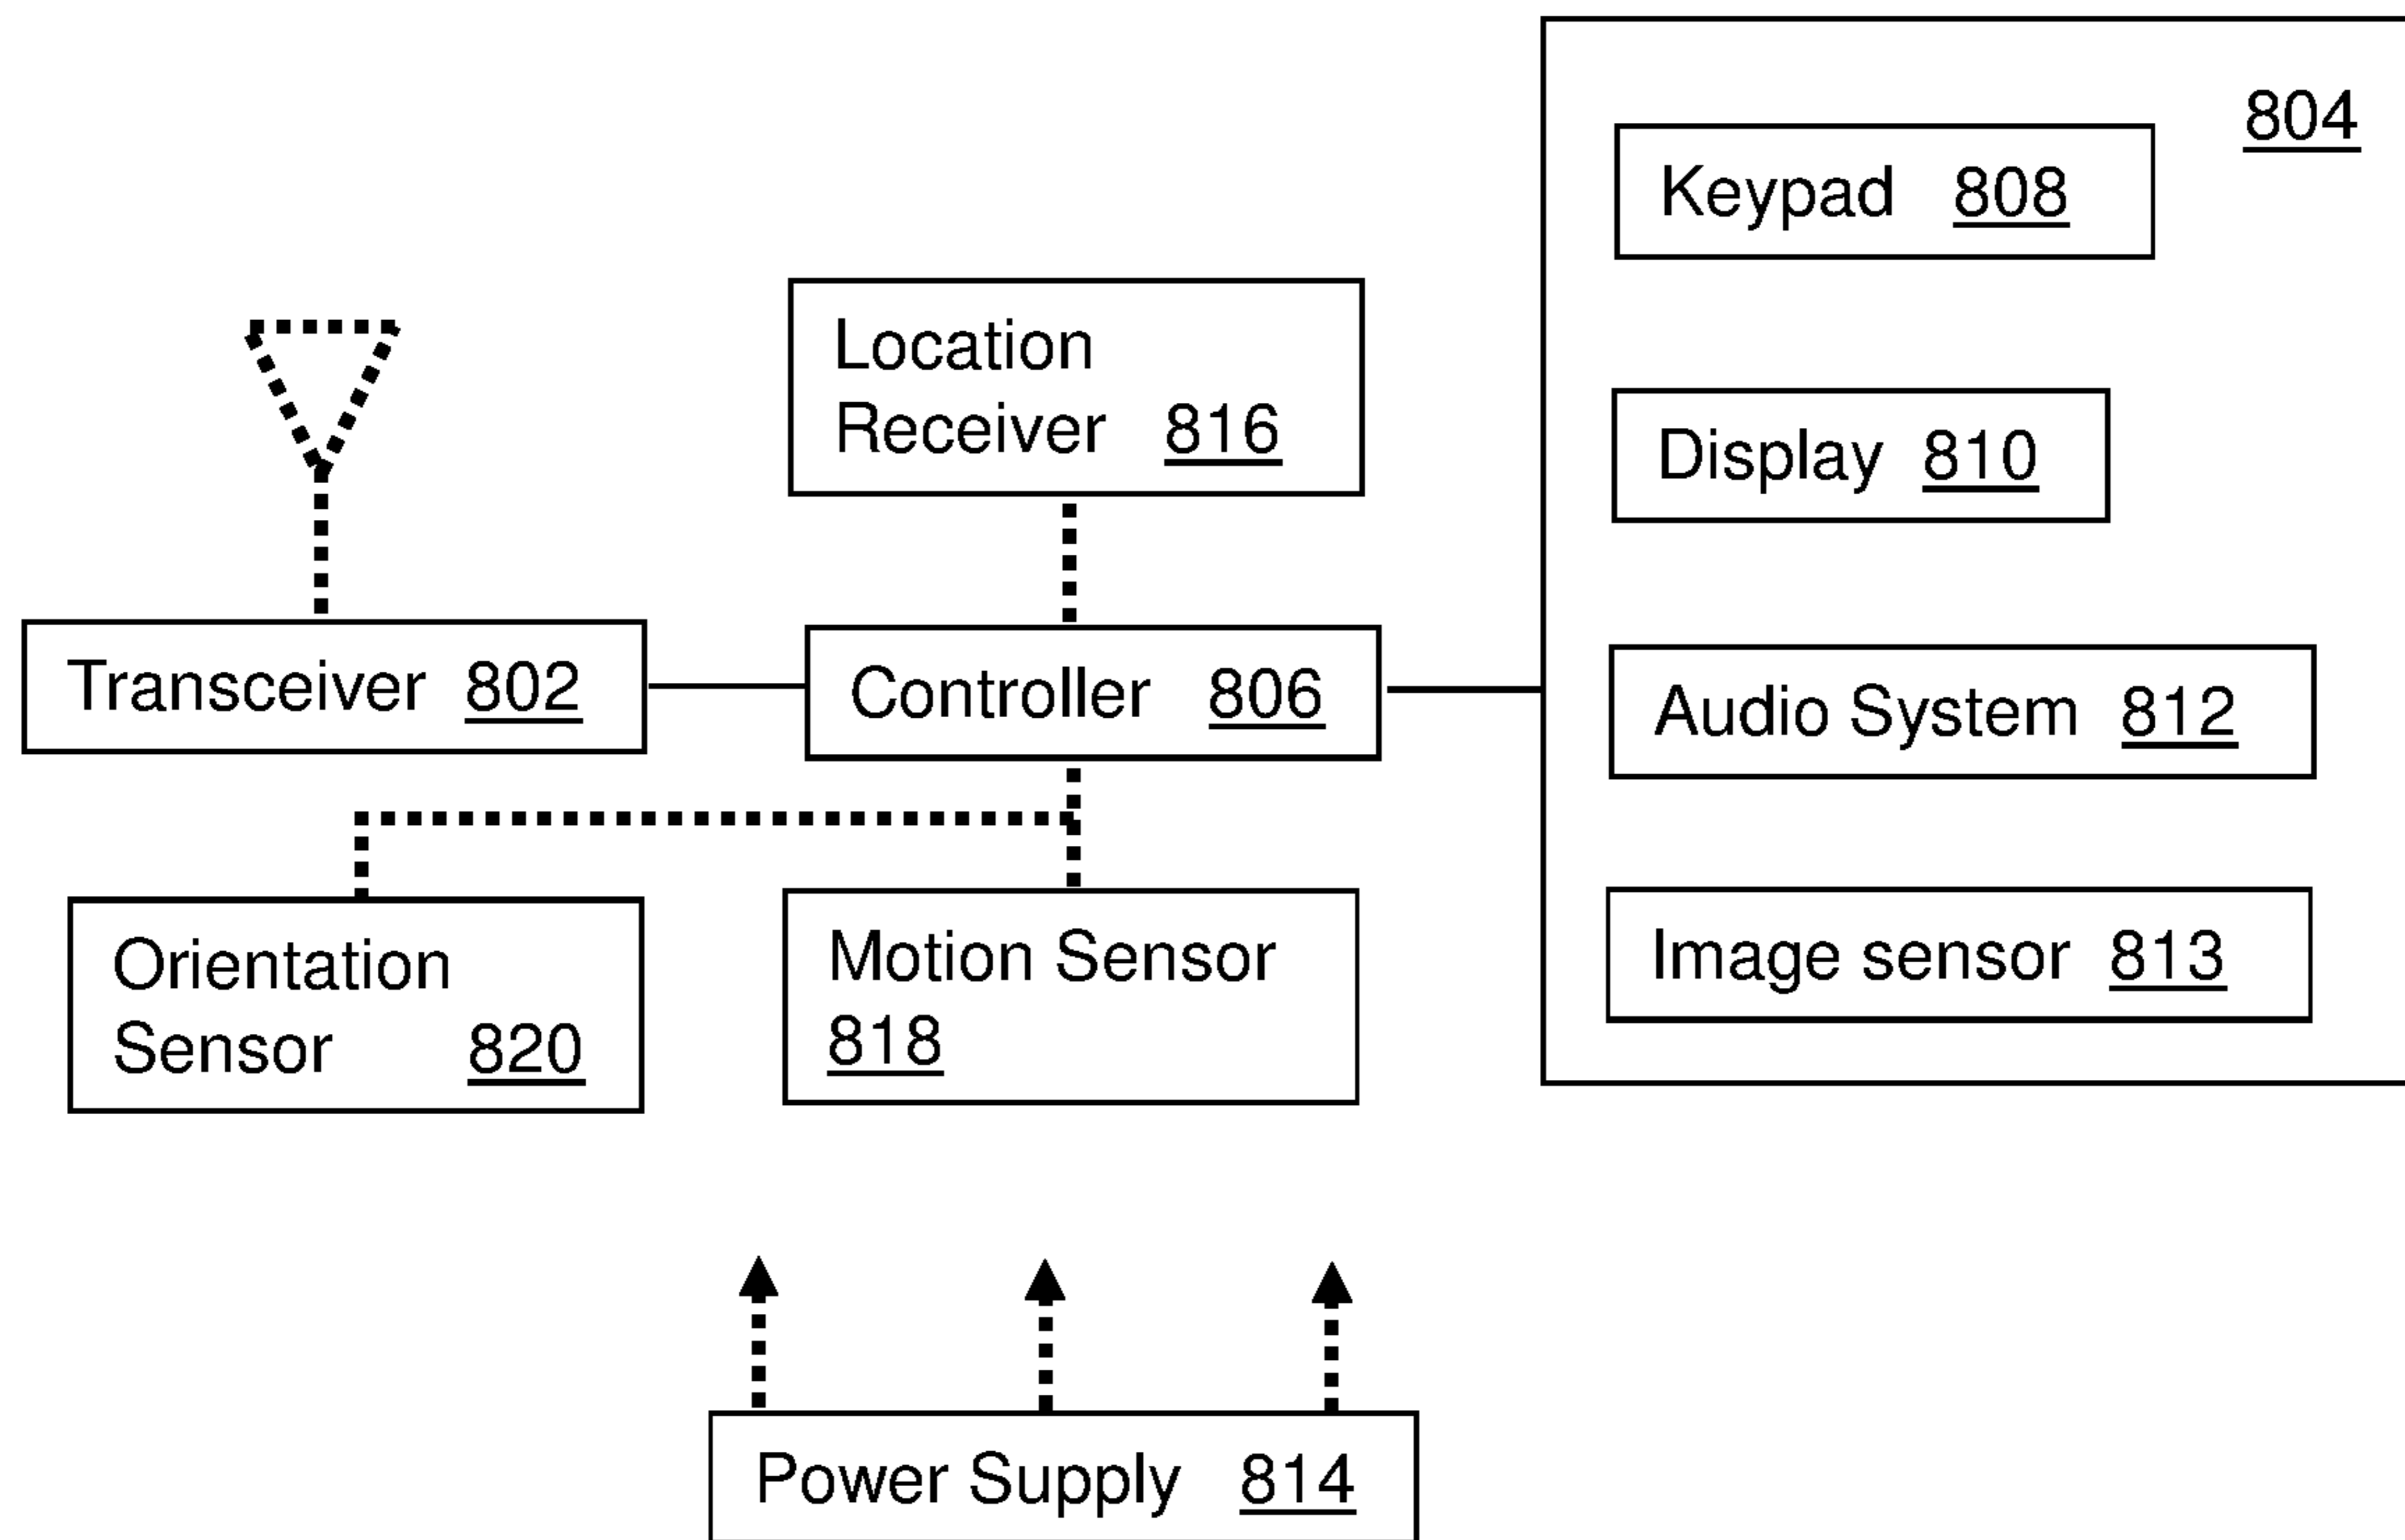 804
Keypad 808
Location
Receiver 816
Display 810
Transceiver 802
Controller 806
Audio System 812
Orientation
Sensor 820
Motion Sensor
818
Image sensor 813
Power Supply 814